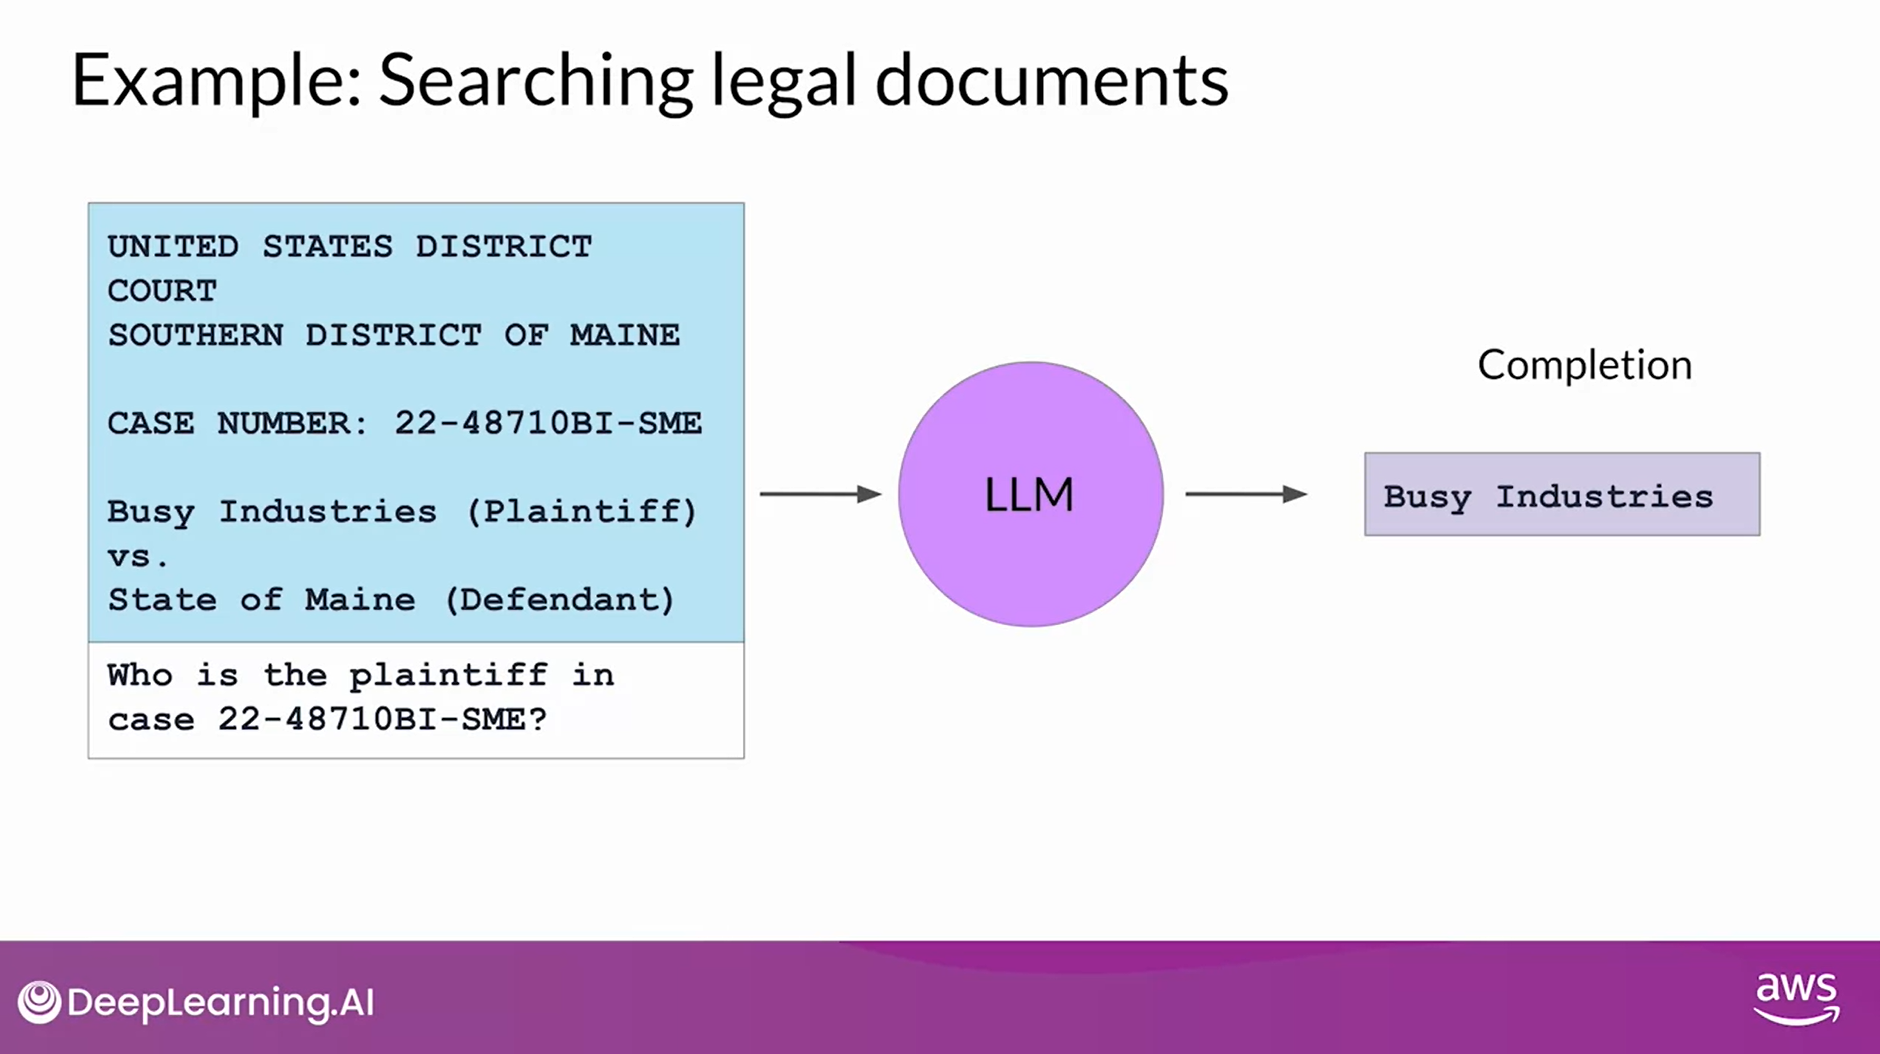 Example: Searching legal documents
UNITED STATES DISTRICT
COURT
SOUTHERN DISTRICT OF MAINE
CASE NUMBER: 22-48710BI-SME
Busy Industries (Plaintiff)
vs.
State of Maine (Defendant)
Who is the plaintiff in
case 22-48710BI-SME?
LLM
Completion
Busy Industries
DeepLearning.AI
aws